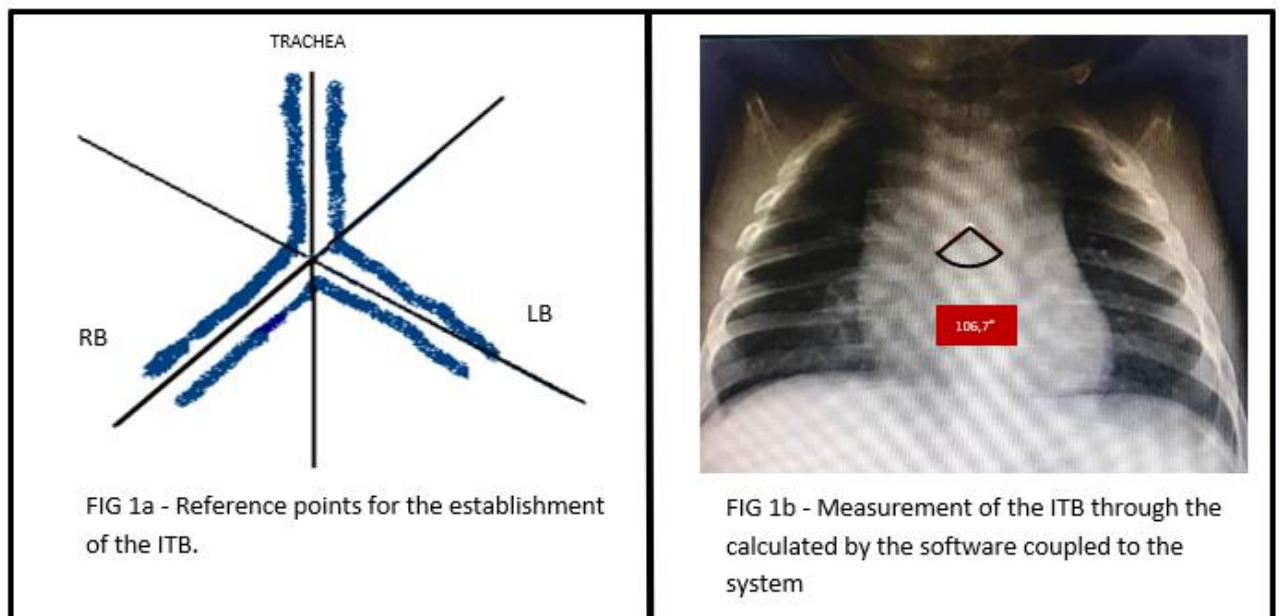 TRACHEA
RB
LB
FIG 1a - Reference points for the establishment
of the ITB.
106,7°
FIG 1b - Measurement of the ITB through the
calculated by the software coupled to the
system